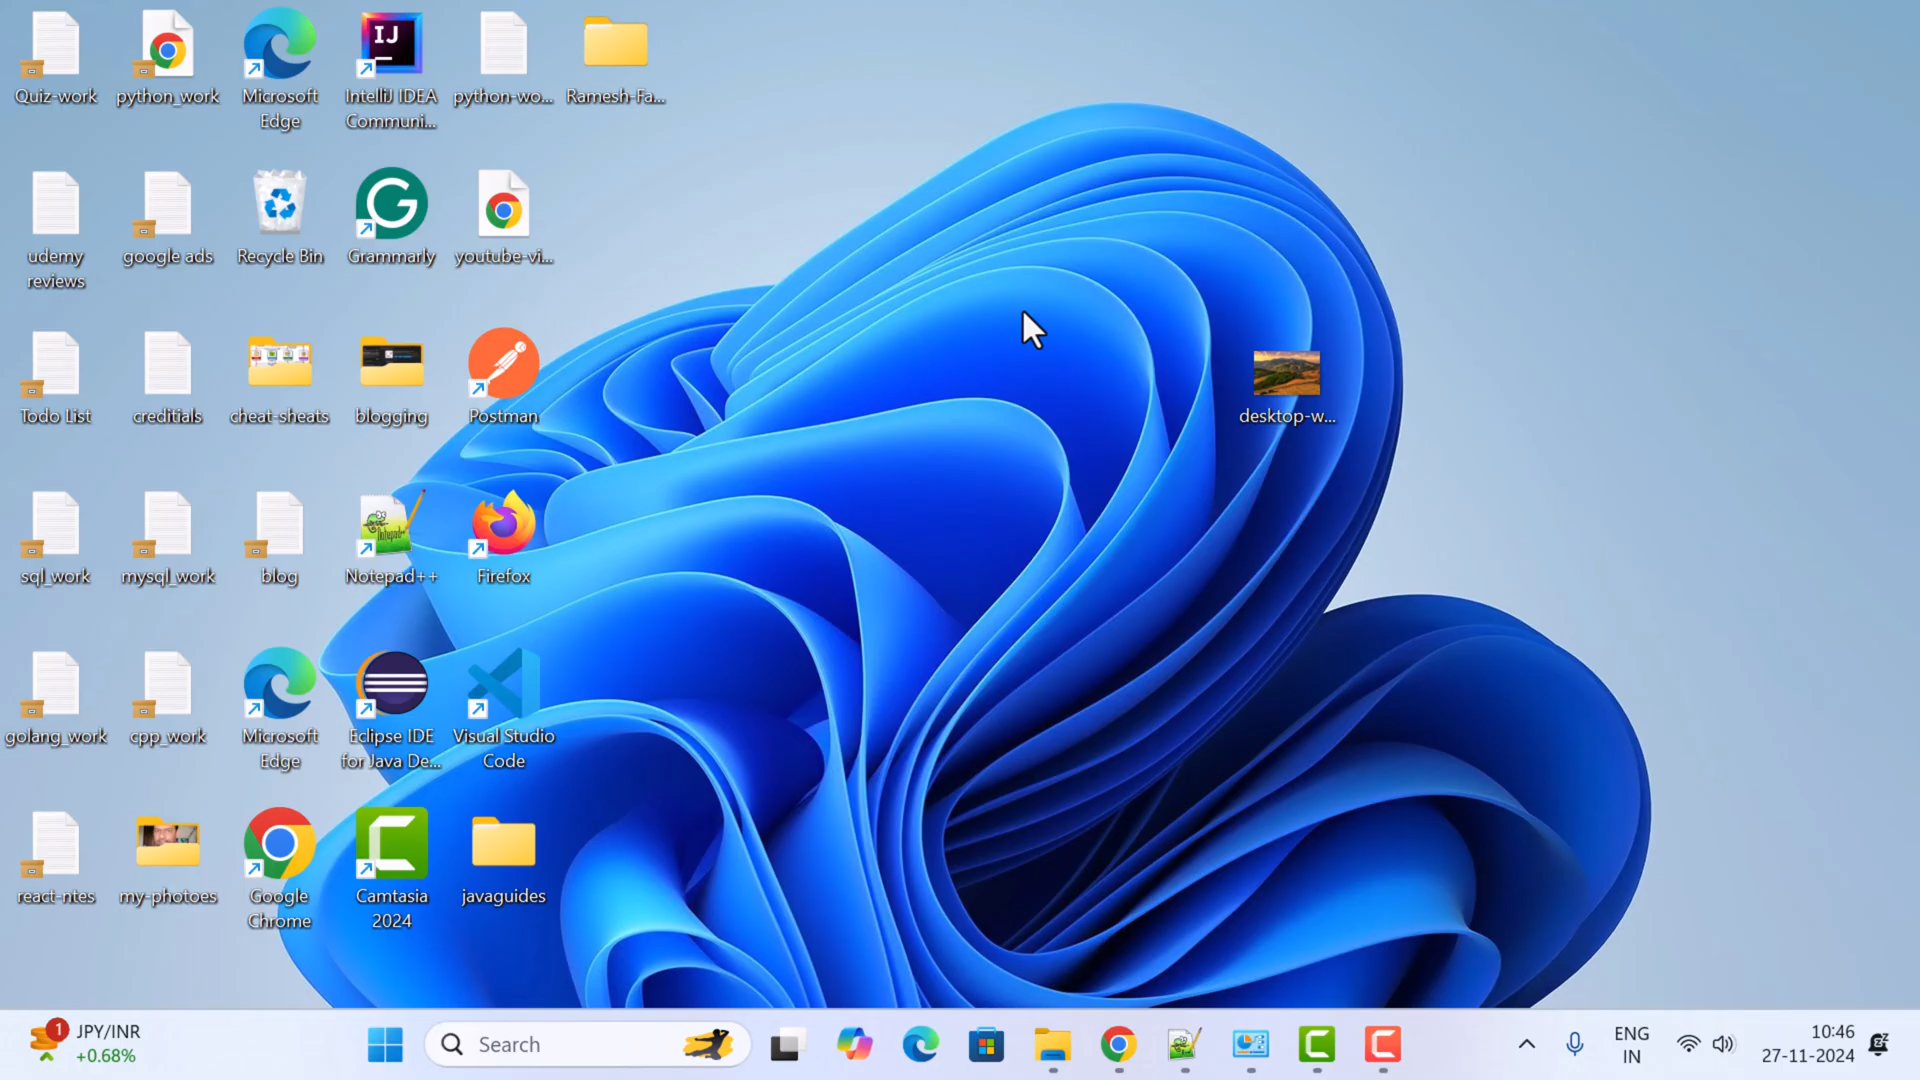 Quiz-work
python_work
Microsoft
Edge
IJ
IntelliJ IDEA
Communi...
python-wo...
Ramesh-Fa...
udemy
reviews
google ads
Recycle Bin
Grammarly
youtube-vi...
Todo List
creditials
cheat-sheats
blogging
Postman
desktop-w...
sql_work
mysql_work
blog
Notepad++
Firefox
golang_work
cpp_work
Microsoft
Edge
Eclipse IDE
for Java De...
Visual Studio
Code
react-ntes
my-photoes
Google
Chrome
Camtasia
2024
javaguides
1
JPY/INR
+0.68%
Search
ENG
IN
10:46
27-11-2024